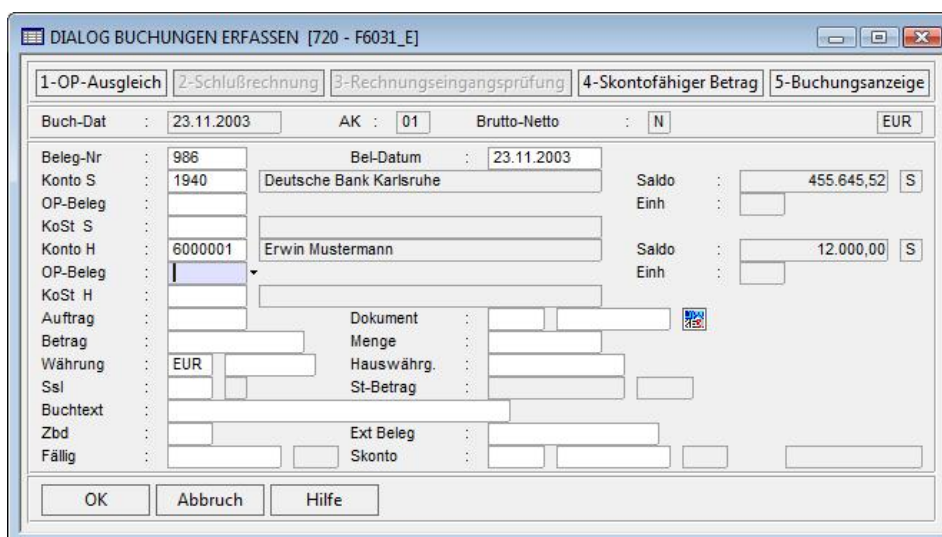 DIALOG BUCHUNGEN ERFASSEN [720 - F6031_E]
1-OP-Ausgleich 2-Schlußrechnung 3-Rechnungseingangsprüfung 4-Skontofähiger Betrag 5-Buchungsanzeige
Buch-Dat : 23.11.2003 AK : 01 Brutto-Netto : N EUR
Beleg-Nr : 986 Bel-Datum : 23.11.2003
Konto S : 1940 Deutsche Bank Karlsruhe Saldo : 455.645,52 S
OP-Beleg : Einh :
KoSt S :
Konto H : 6000001 Erwin Mustermann Saldo : 12.000,00 S
OP-Beleg : Einh :
KoSt H :
Auftrag : Dokument :
Betrag : Menge :
Währung : EUR Hauswährg. :
Ssl : St-Betrag :
Buchtext :
Zbd : Ext Beleg :
Fällig : Skonto :
OK Abbruch Hilfe